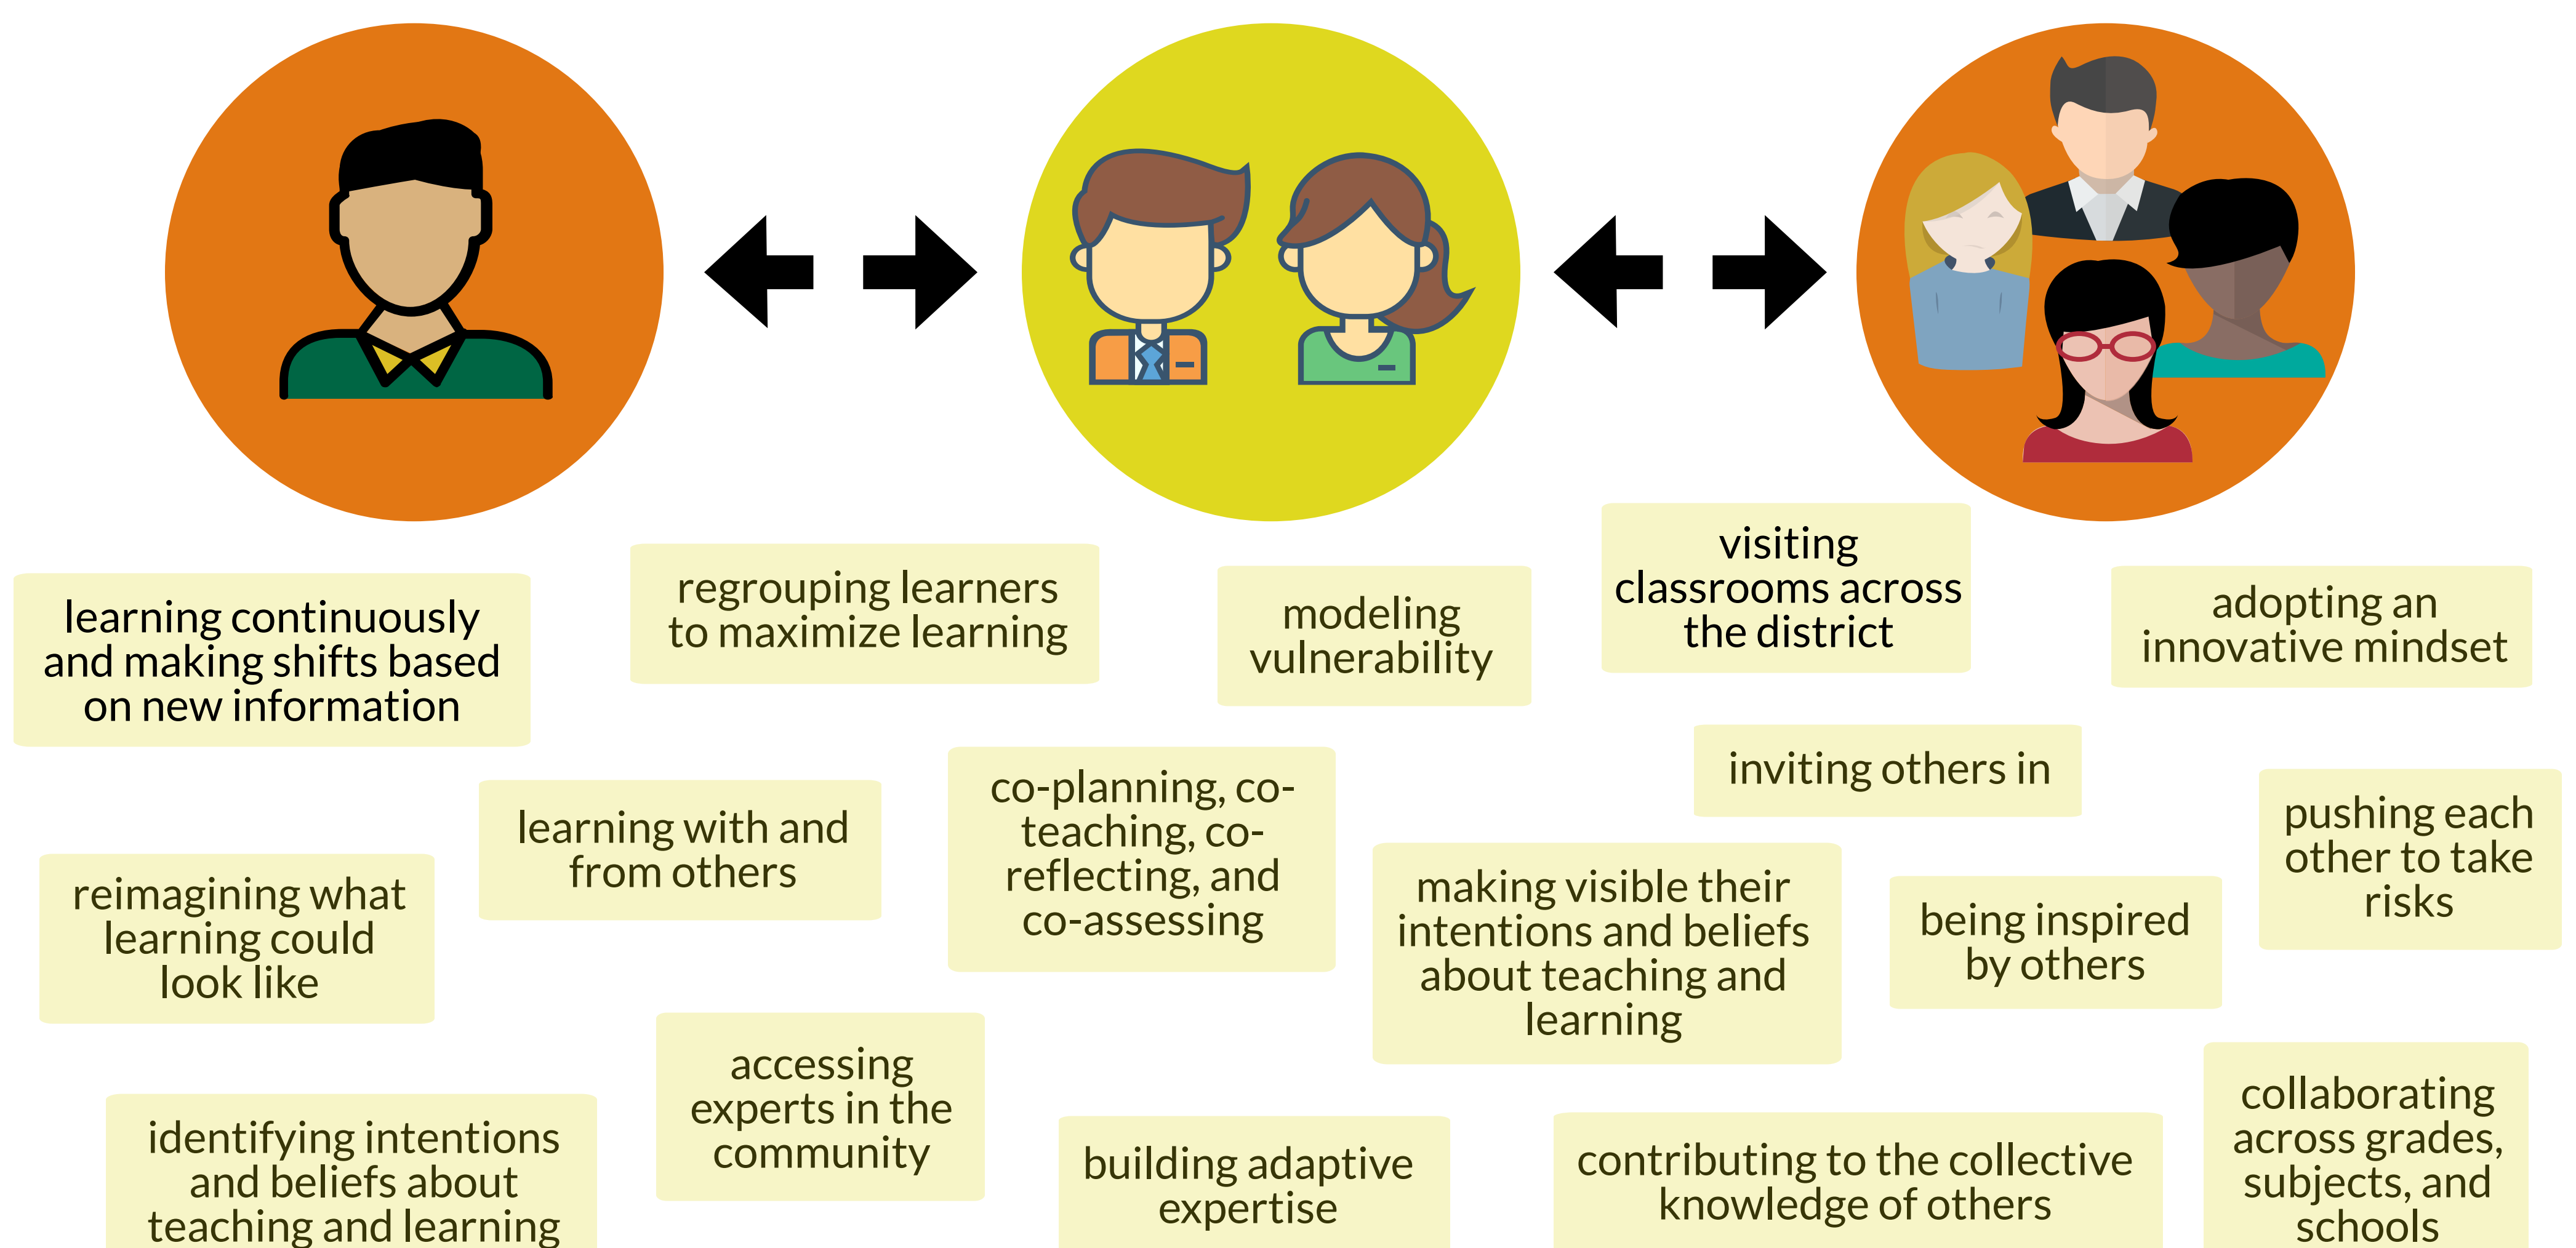 learning continuously
and making shifts based
on new information
regrouping learners
to maximize learning
modeling
vulnerability
visiting
classrooms across
the district
adopting an
innovative mindset
reimagining what
learning could
look like
learning with and
from others
co-planning, co-
teaching, co-
reflecting, and
co-assessing
inviting others in
making visible their
intentions and beliefs
about teaching and
learning
being inspired
by others
pushing each
other to take
risks
identifying intentions
and beliefs about
teaching and learning
accessing
experts in the
community
building adaptive
expertise
contributing to the collective
knowledge of others
collaborating
across grades,
subjects, and
schools